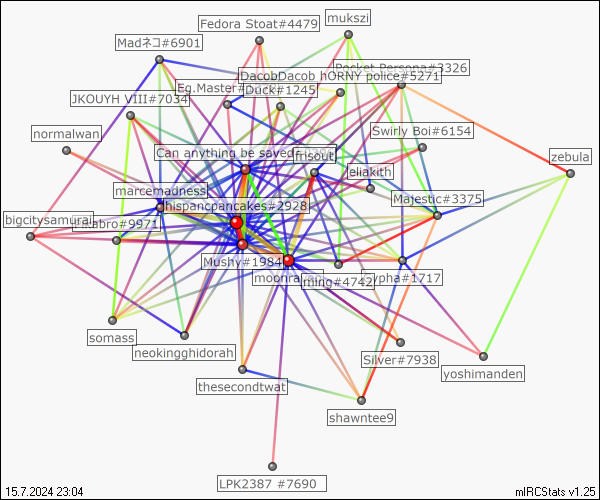 mukszi
Fedora Stoat#4479
Madネコ#6901
Pocket Persona#3326
DacobDacob hORNY police#5271
Eg.Master#
Duck#1245
JKOUYH VIII#7034
normalwan
Swirly Boi#6154
Can anything be saved
frisout
zebula
eliakith
marcemadness
Majestic#3375
hispancpancakes#2928
bigcitysamurai
#9971
Mushy#1984
moonra
ming#4742
ypha#1717
somass
neokingghidorah
Silver#7938
yoshimanden
thesecondtwat
shawntee9
LPK2387 #7690
15.7.2024 23:04
mIRCStats v1.25